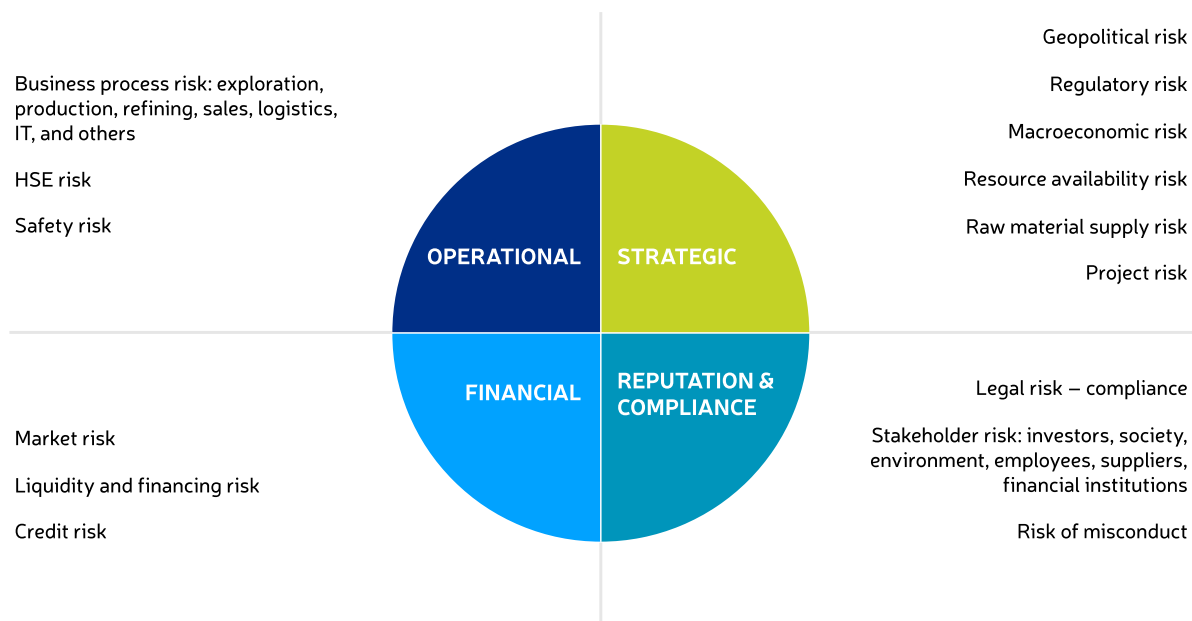 Business process risk: exploration,
production, refining, sales, logistics,
IT, and others
HSE risk
Safety risk
OPERATIONAL
Geopolitical risk
Regulatory risk
Macroeconomic risk
Resource availability risk
Raw material supply risk
Project risk
STRATEGIC
Market risk
Liquidity and financing risk
Credit risk
FINANCIAL
REPUTATION &
COMPLIANCE
Legal risk – compliance
Stakeholder risk: investors, society,
environment, employees, suppliers,
financial institutions
Risk of misconduct